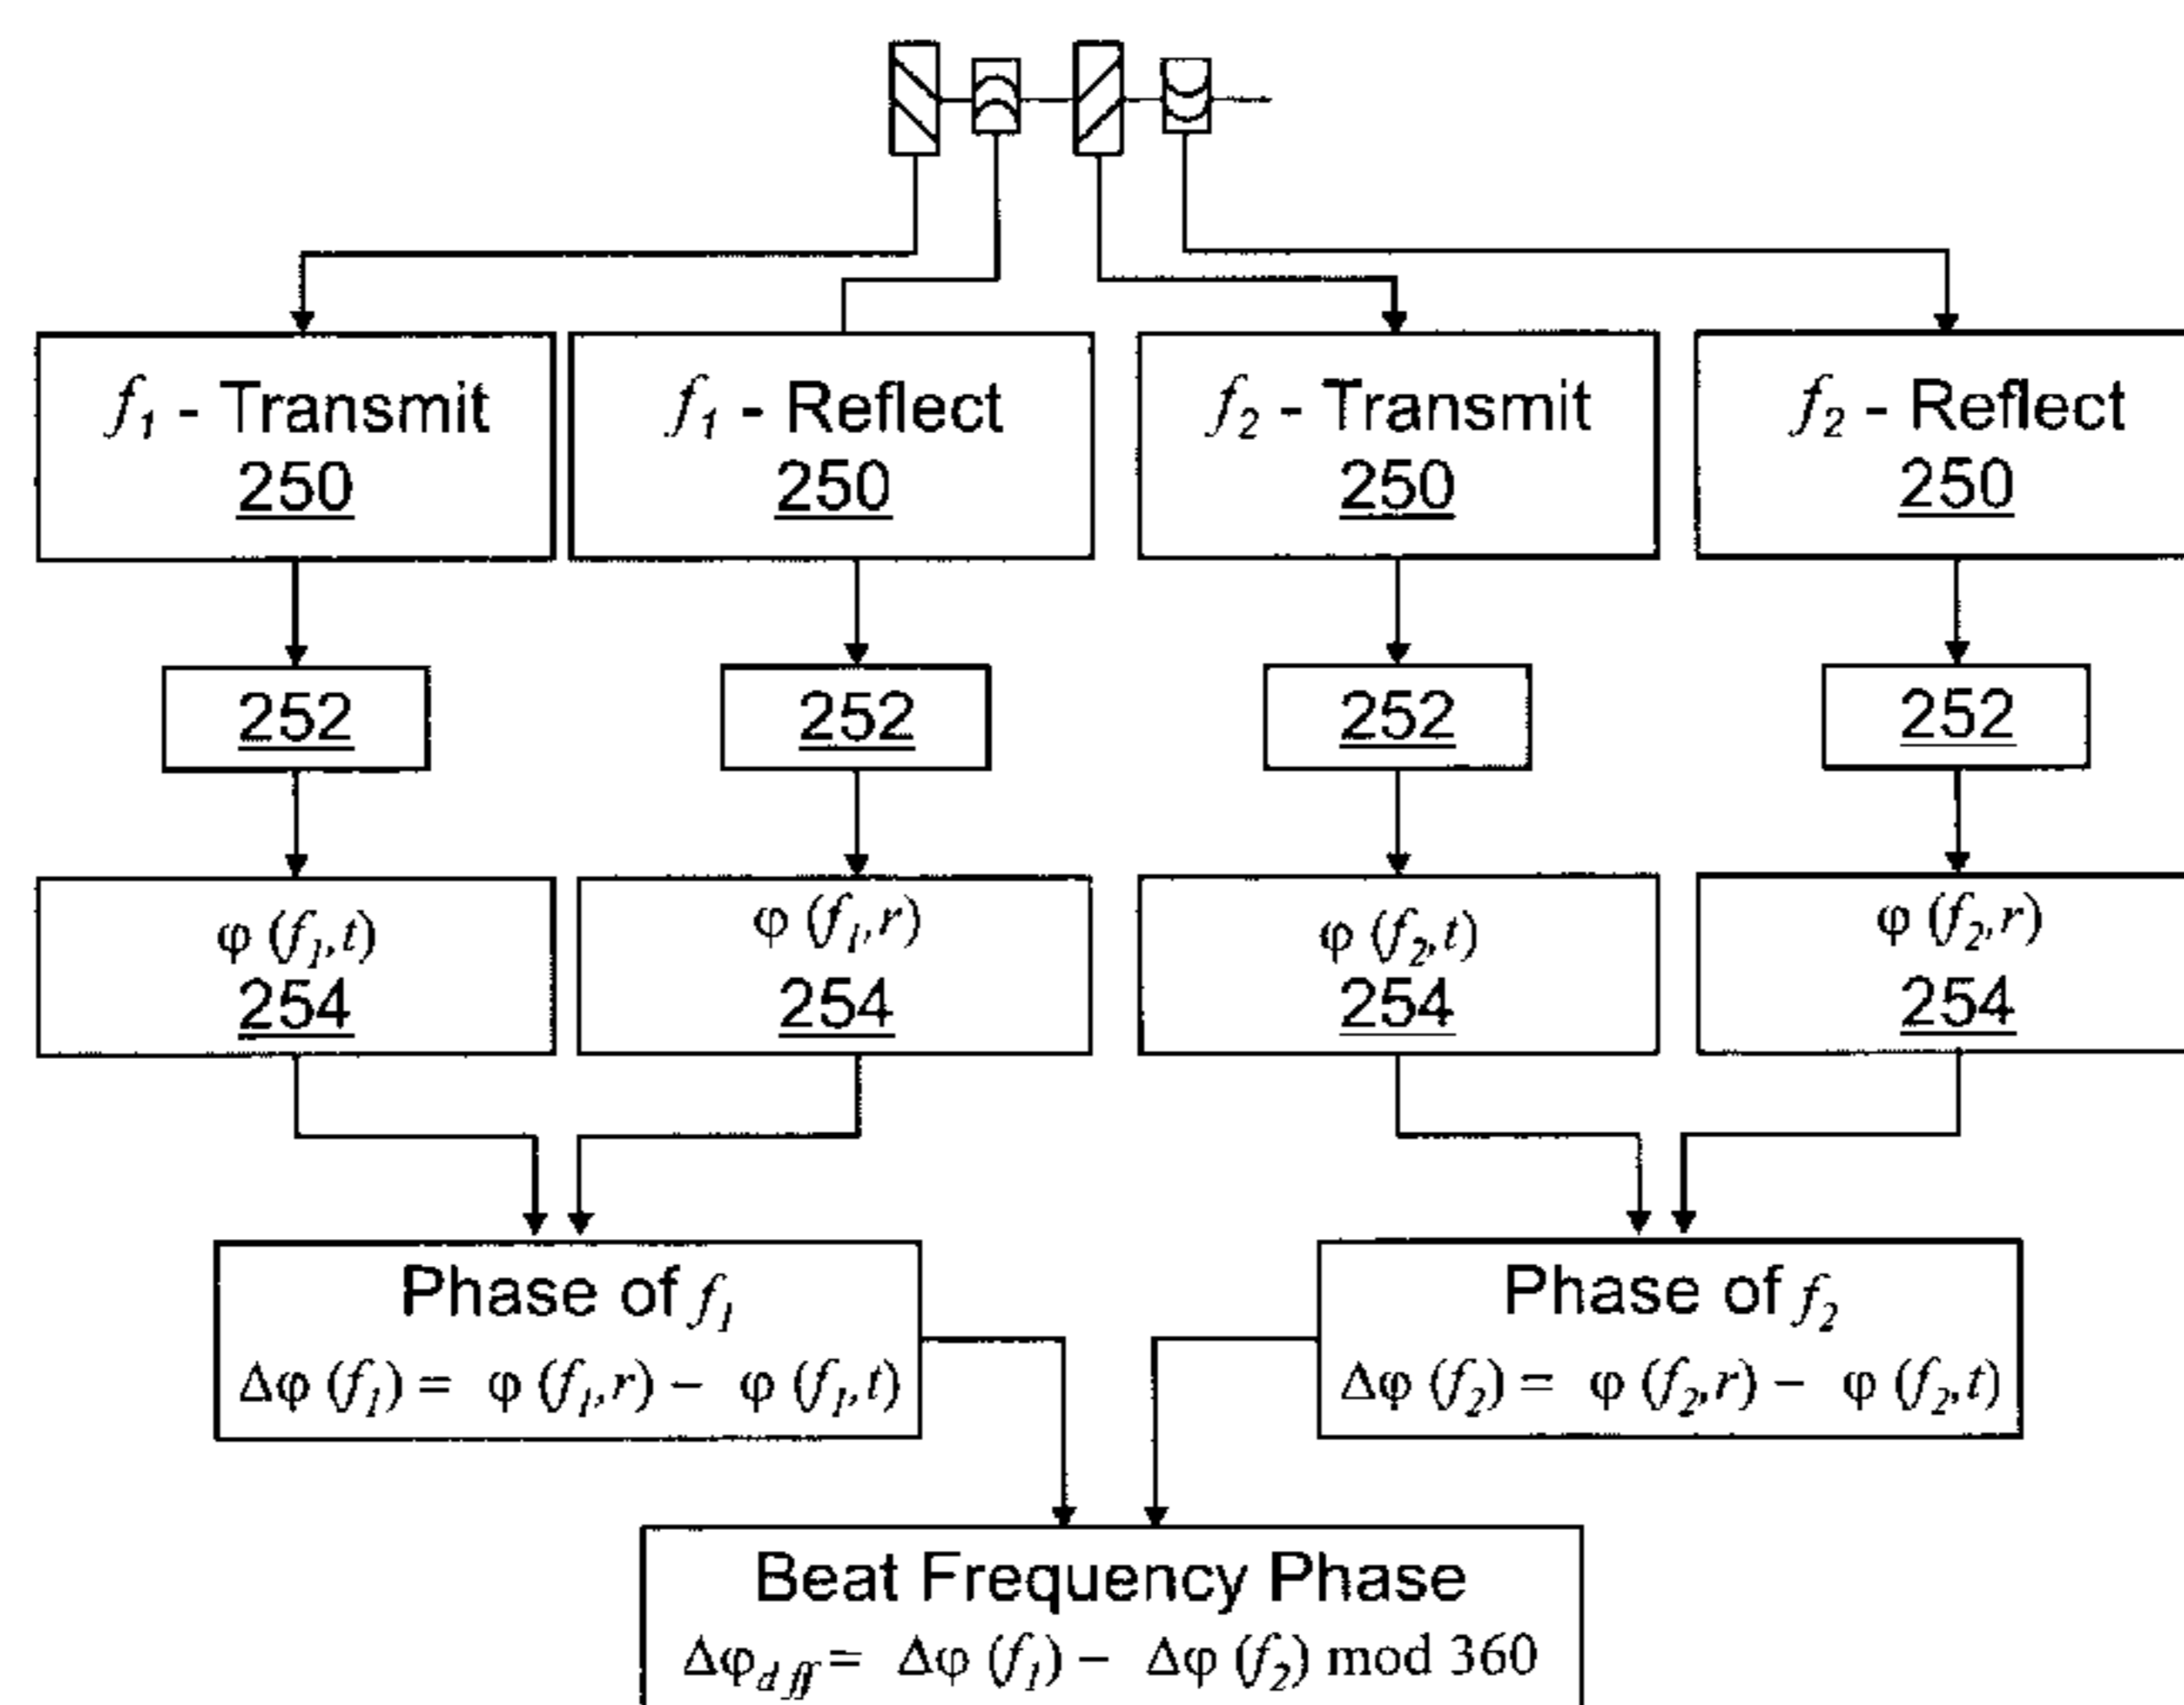 f1 - Transmit
250
f1 - Reflect
250
f2 - Transmit
250
f2 - Reflect
250
252
252
252
252
φ (f1,t)
254
φ (f1,r)
254
φ (f2,t)
254
φ (f2,r)
254
Phase of f1
Δφ (f1) = φ (f1,r) − φ (f1,t)
Phase of f2
Δφ (f2) = φ (f2,r) − φ (f2,t)
Beat Frequency Phase
Δφdiff = Δφ (f1) − Δφ (f2) mod 360